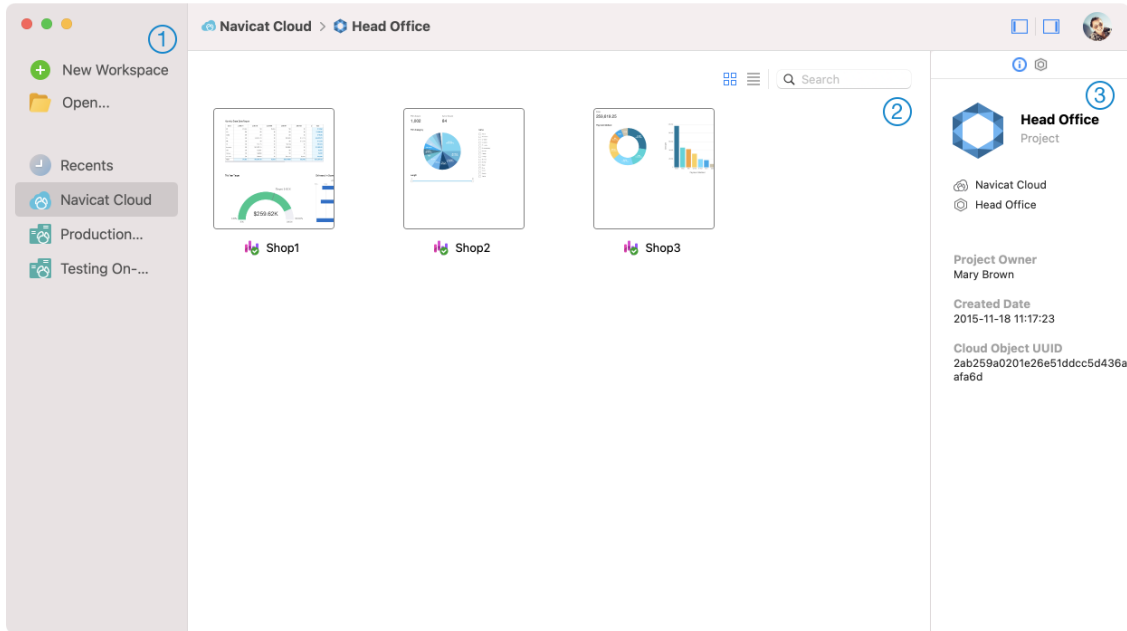 ①
New Workspace
Open...
Recents
Navicat Cloud
Production...
Testing On-...
Navicat Cloud > Head Office
Search
②
$259.62K
Shop1
Shop2
Shop3
③
Head Office
Project
Navicat Cloud
Head Office
Project Owner
Mary Brown
Created Date
2015-11-18 11:17:23
Cloud Object UUID
2ab259a0201e26e51ddcc5d436a
afa6d